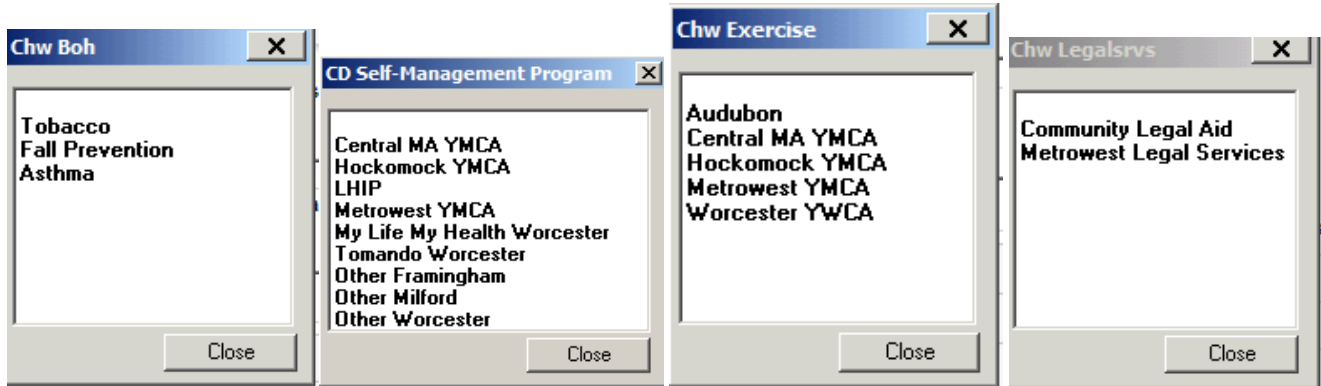 Chw Boh
Tobacco
Fall Prevention
Asthma
Close
CD Self-Management Program
Central MA YMCA
Hockomock YMCA
LHIP
Metrowest YMCA
My Life My Health Worcester
Tomando Worcester
Other Framingham
Other Milford
Other Worcester
Close
Chw Exercise
Audubon
Central MA YMCA
Hockomock YMCA
Metrowest YMCA
Worcester YWCA
Close
Chw Legalsrvs
Community Legal Aid
Metrowest Legal Services
Close